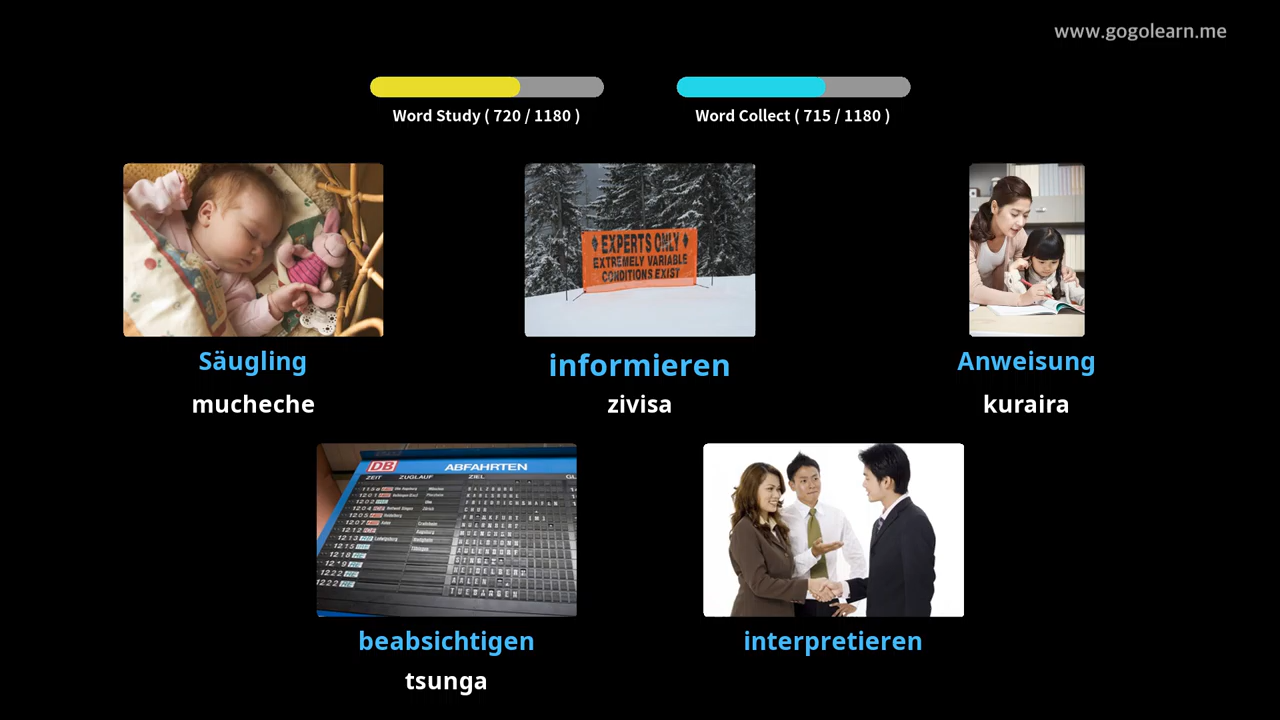 www.gogolearn.me
Word Study ( 720 / 1180 )
Word Collect ( 715 / 1180 )
EXPERTS ONLY
EXTREMELY VARIABLE
CONDITIONS EXIST
Säugling
informieren
Anweisung
mucheche
zivisa
kuraira
DB
ABFAHRTEN
ZEIT
ZUGLAUF
ZIEL
beabsichtigen
interpretieren
tsunga